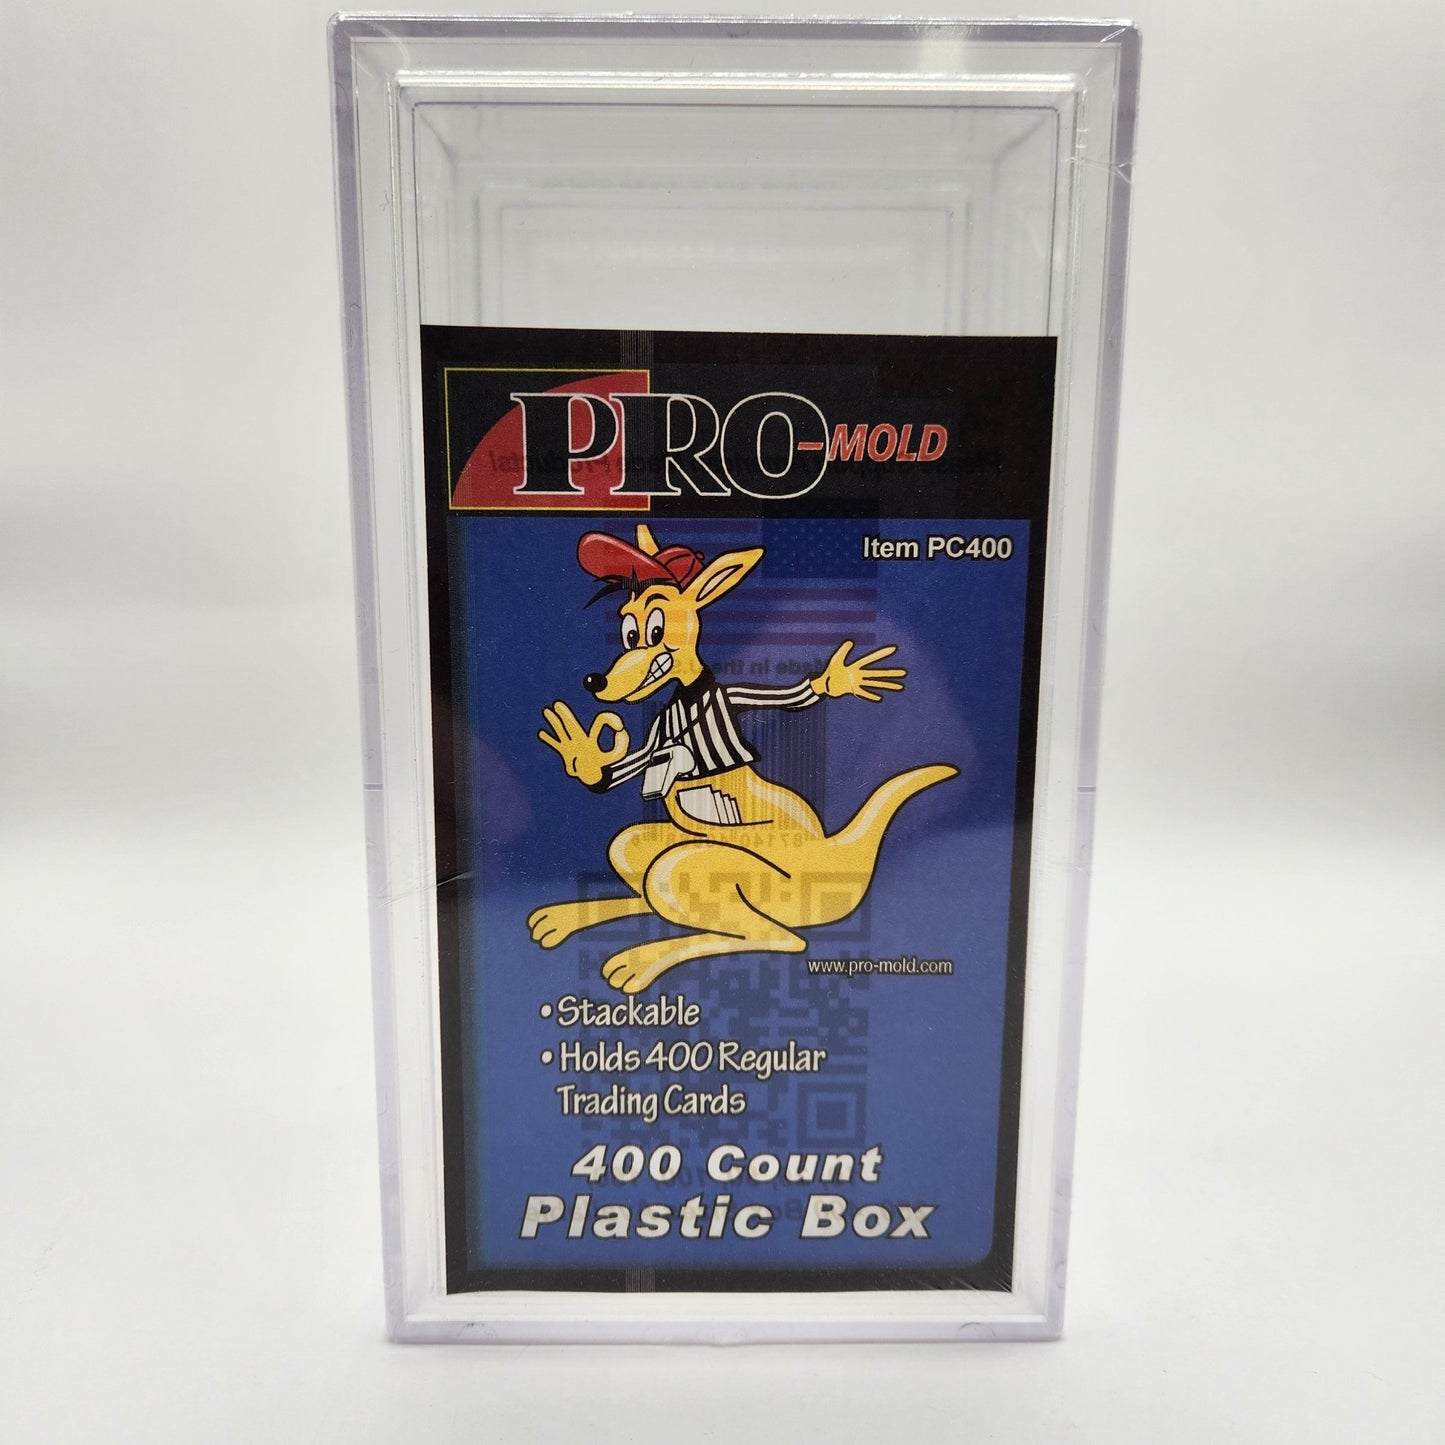 PRO-MOLD
Item PC400
www.pro-mold.com
•Stackable
•Holds 400 Regular
Trading Cards
400 Count
Plastic Box